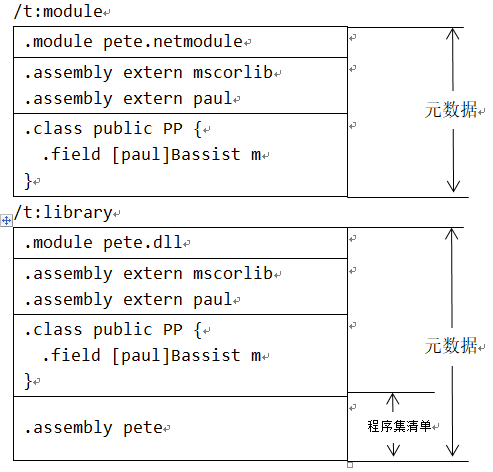 /t:module
.module pete.netmodule
.assembly extern mscorlib
.assembly extern paul
.class public PP {
.field [paul]Bassist m
}
元数据
/t:library
.module pete.dll
.assembly extern mscorlib
.assembly extern paul
.class public PP {
.field [paul]Bassist m
}
元数据
.assembly pete
程序集清单